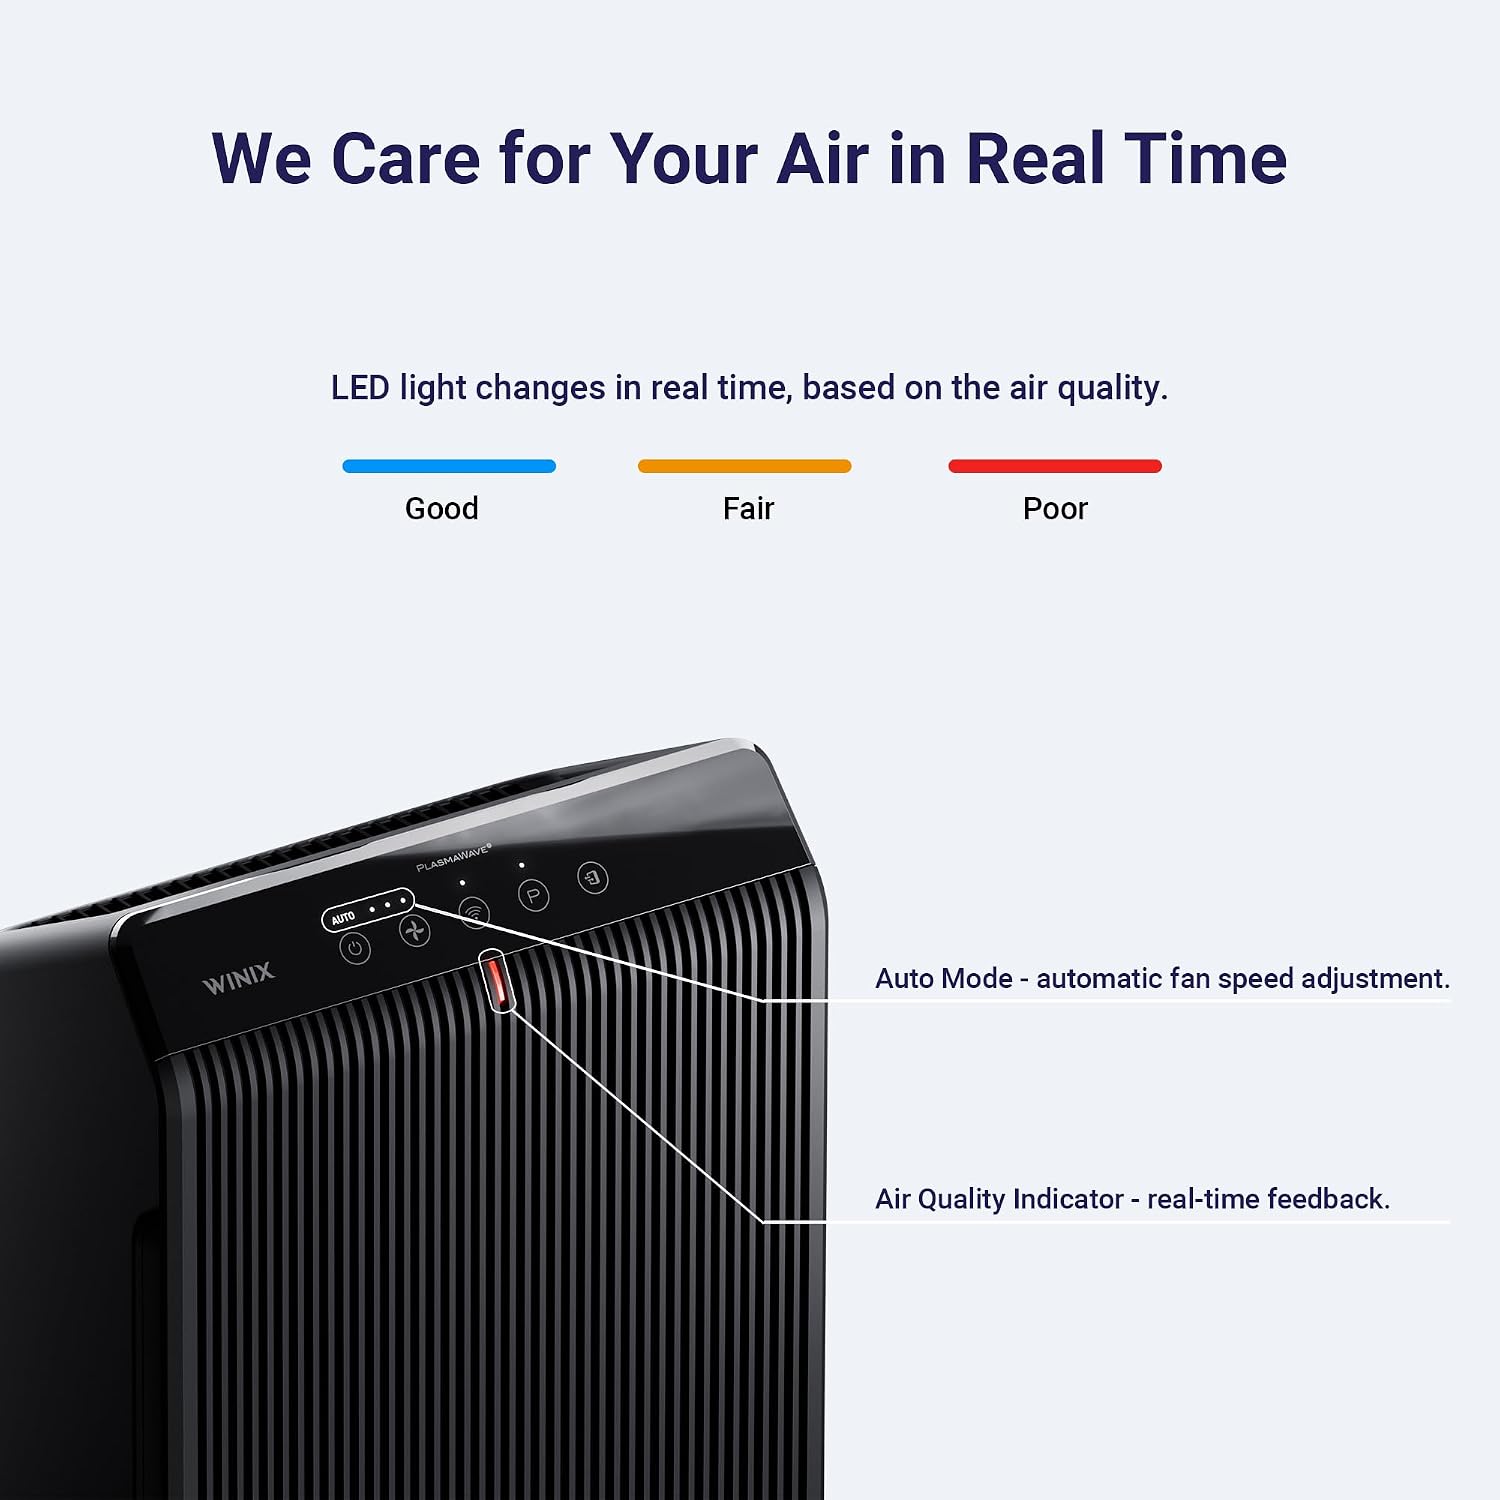 We Care for Your Air in Real Time
LED light changes in real time, based on the air quality.
Good
Fair
Poor
PLASMAWAVE®
AUTO
P
WINIX
Auto Mode - automatic fan speed adjustment.
Air Quality Indicator - real-time feedback.